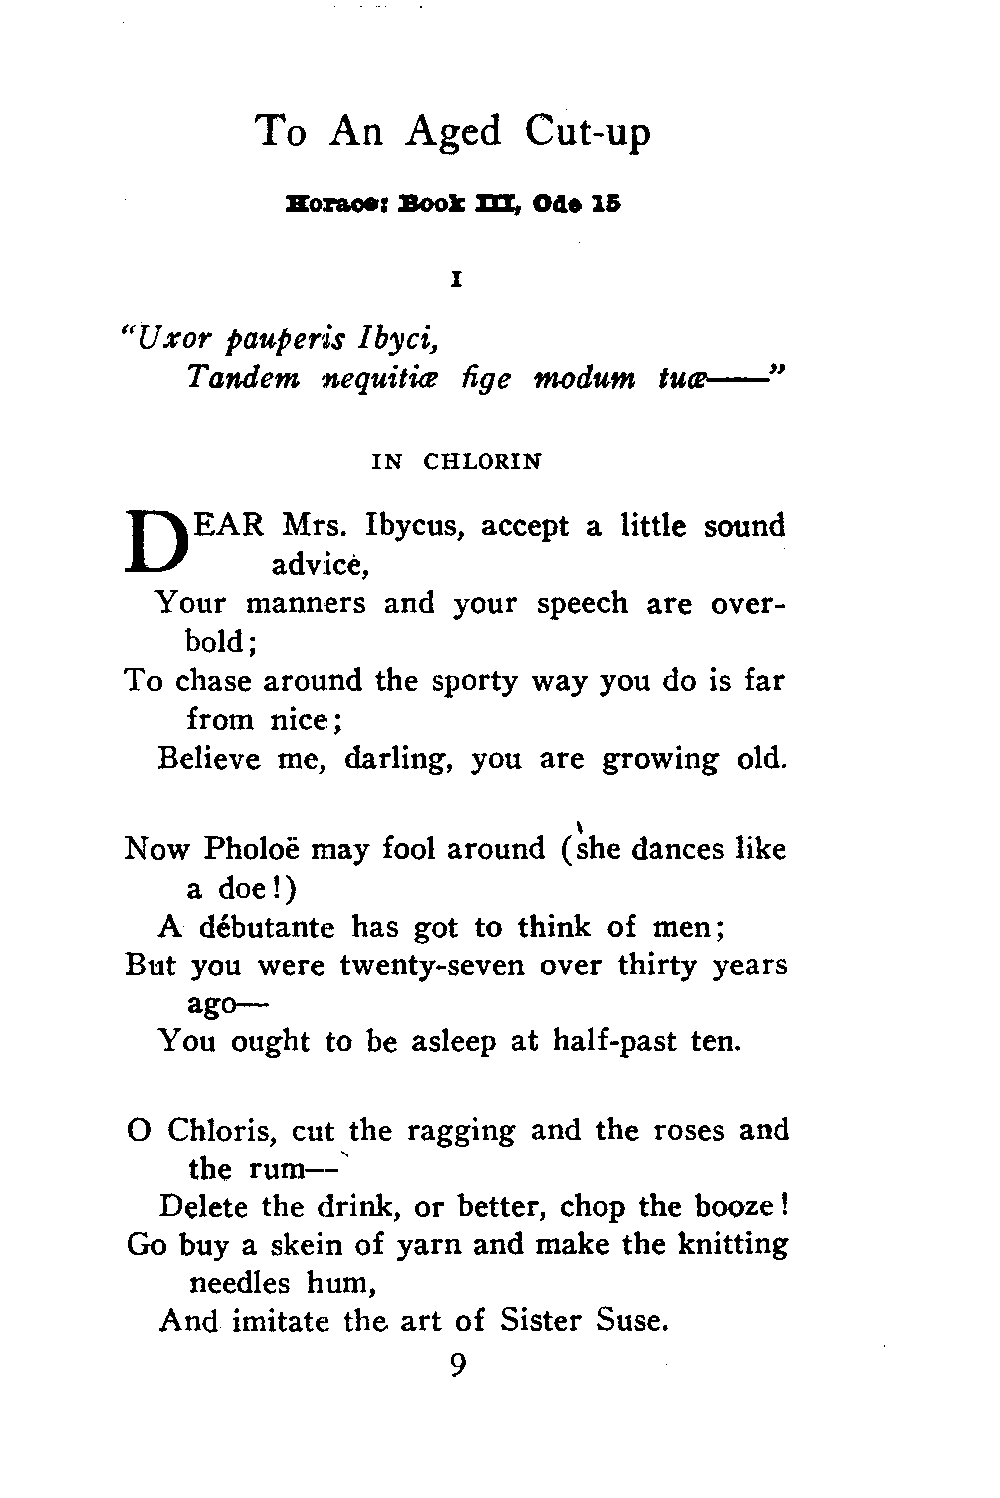 To An Aged Cut-up
Horace: Book III, Ode 15
I
"Uxor pauperis Ibyci,
Tandem nequitiæ fige modum tuæ——"
IN CHLORIN
DEAR Mrs. Ibycus, accept a little sound
advice,
Your manners and your speech are over-
bold;
To chase around the sporty way you do is far
from nice;
Believe me, darling, you are growing old.
Now Pholoë may fool around (she dances like
a doe!)
A débutante has got to think of men;
But you were twenty-seven over thirty years
ago—
You ought to be asleep at half-past ten.
O Chloris, cut the ragging and the roses and
the rum—
Delete the drink, or better, chop the booze!
Go buy a skein of yarn and make the knitting
needles hum,
And imitate the art of Sister Suse.
9